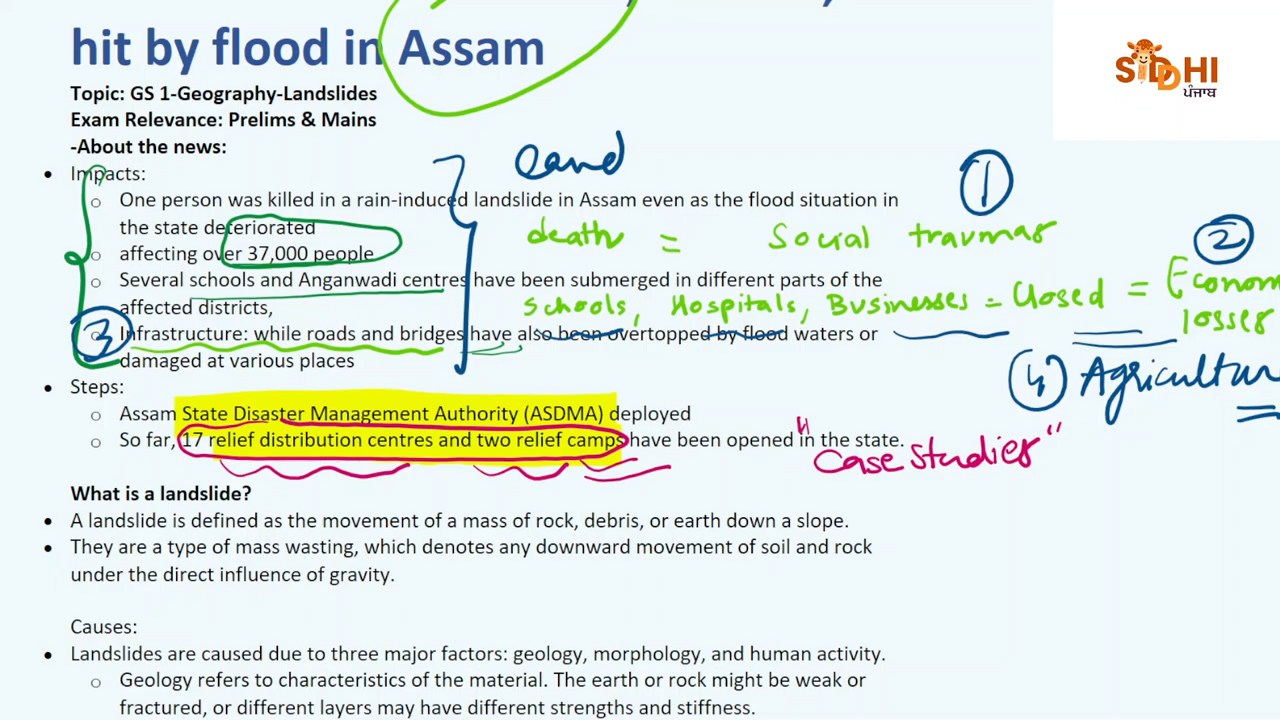 hit by flood in Assam
SIDDHI
ਪੰਜਾਬ
Topic: GS 1-Geography-Landslides
Exam Relevance: Prelims & Mains
-About the news:
• Impacts:
Land
1
o One person was killed in a rain-induced landslide in Assam even as the flood situation in
the state deteriorated
death = Social traumas
2
o affecting over 37,000 people
o Several schools and Anganwadi centres have been submerged in different parts of the
affected districts,
Schools, Hospitals, Businesses = Closed = Econom
losses
3
o Infrastructure: while roads and bridges have also been overtopped by flood waters or
damaged at various places
4 Agricultur
• Steps:
o Assam State Disaster Management Authority (ASDMA) deployed
o So far, 17 relief distribution centres and two relief camps have been opened in the state.
"Case Studies"
What is a landslide?
• A landslide is defined as the movement of a mass of rock, debris, or earth down a slope.
• They are a type of mass wasting, which denotes any downward movement of soil and rock
under the direct influence of gravity.
Causes:
• Landslides are caused due to three major factors: geology, morphology, and human activity.
o Geology refers to characteristics of the material. The earth or rock might be weak or
fractured, or different layers may have different strengths and stiffness.